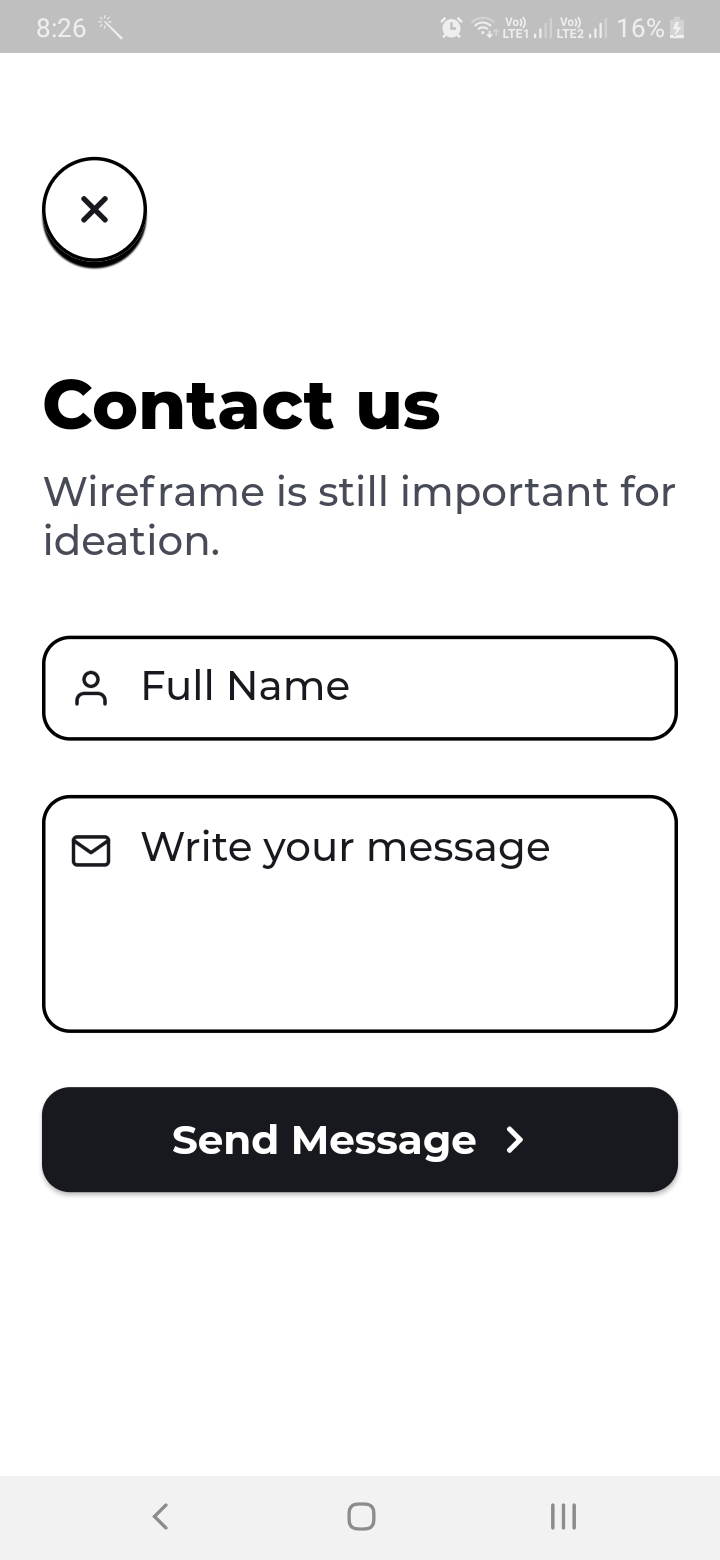 8:26
Vo)) LTE1 Vo)) LTE2 16%
Contact us
Wireframe is still important for
ideation.
Full Name
Write your message
Send Message